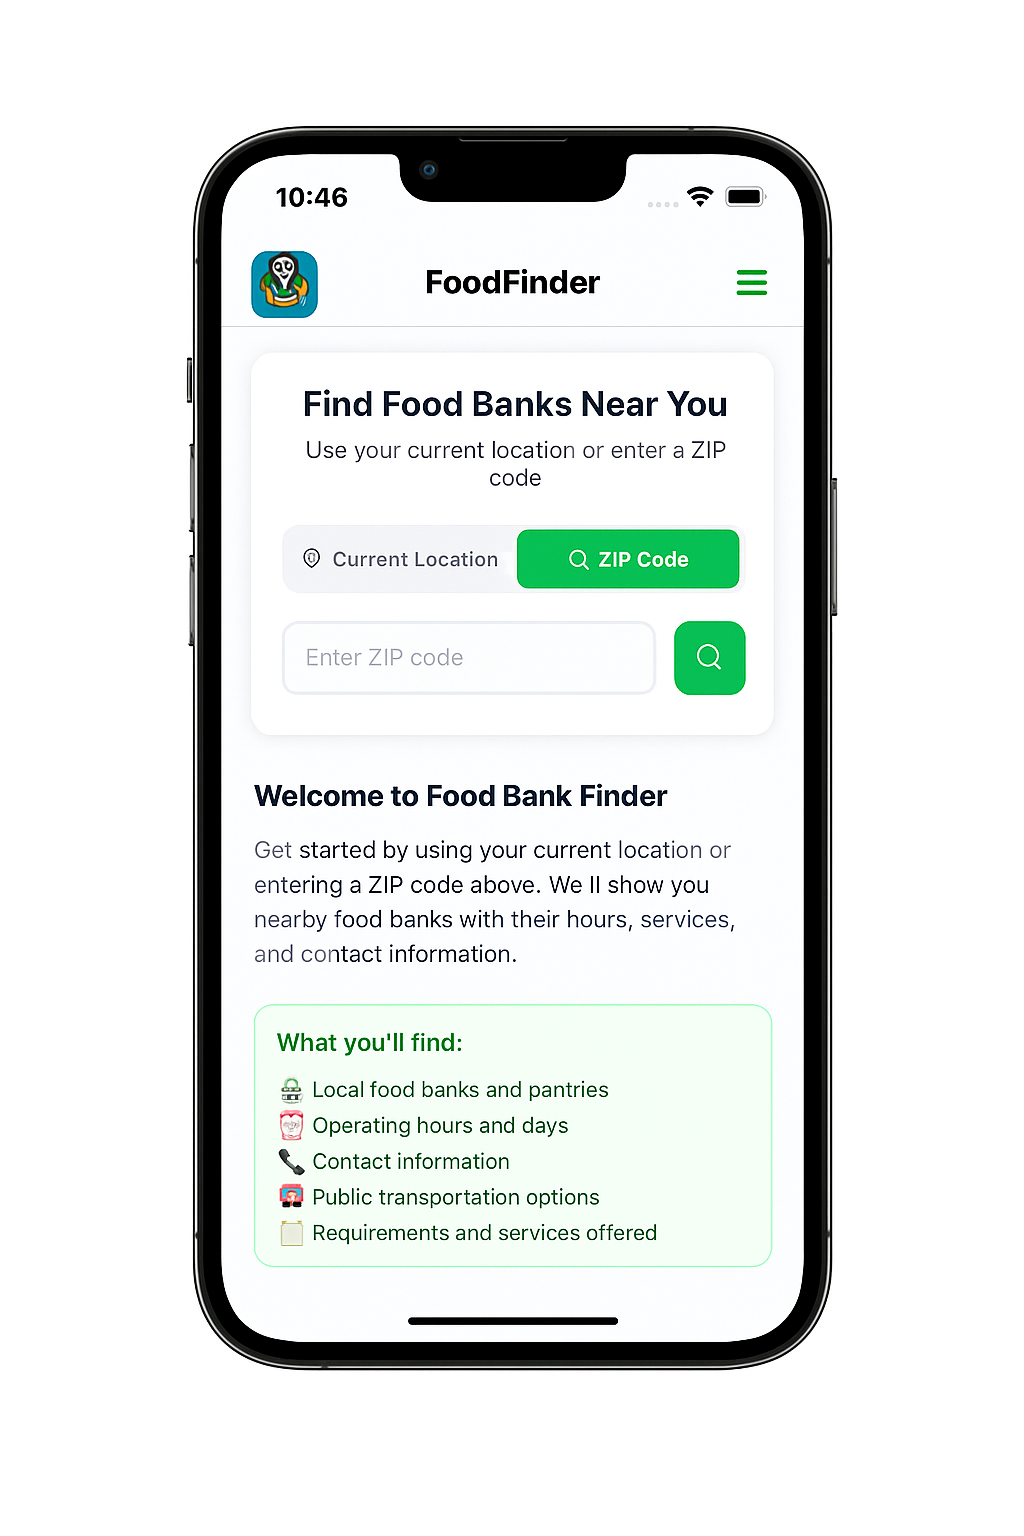 10:46
FoodFinder
Find Food Banks Near You
Use your current location or enter a ZIP
code
Current Location
ZIP Code
Enter ZIP code
Welcome to Food Bank Finder
Get started by using your current location or
entering a ZIP code above. We ll show you
nearby food banks with their hours, services,
and contact information.
What you'll find:
Local food banks and pantries
Operating hours and days
Contact information
Public transportation options
Requirements and services offered